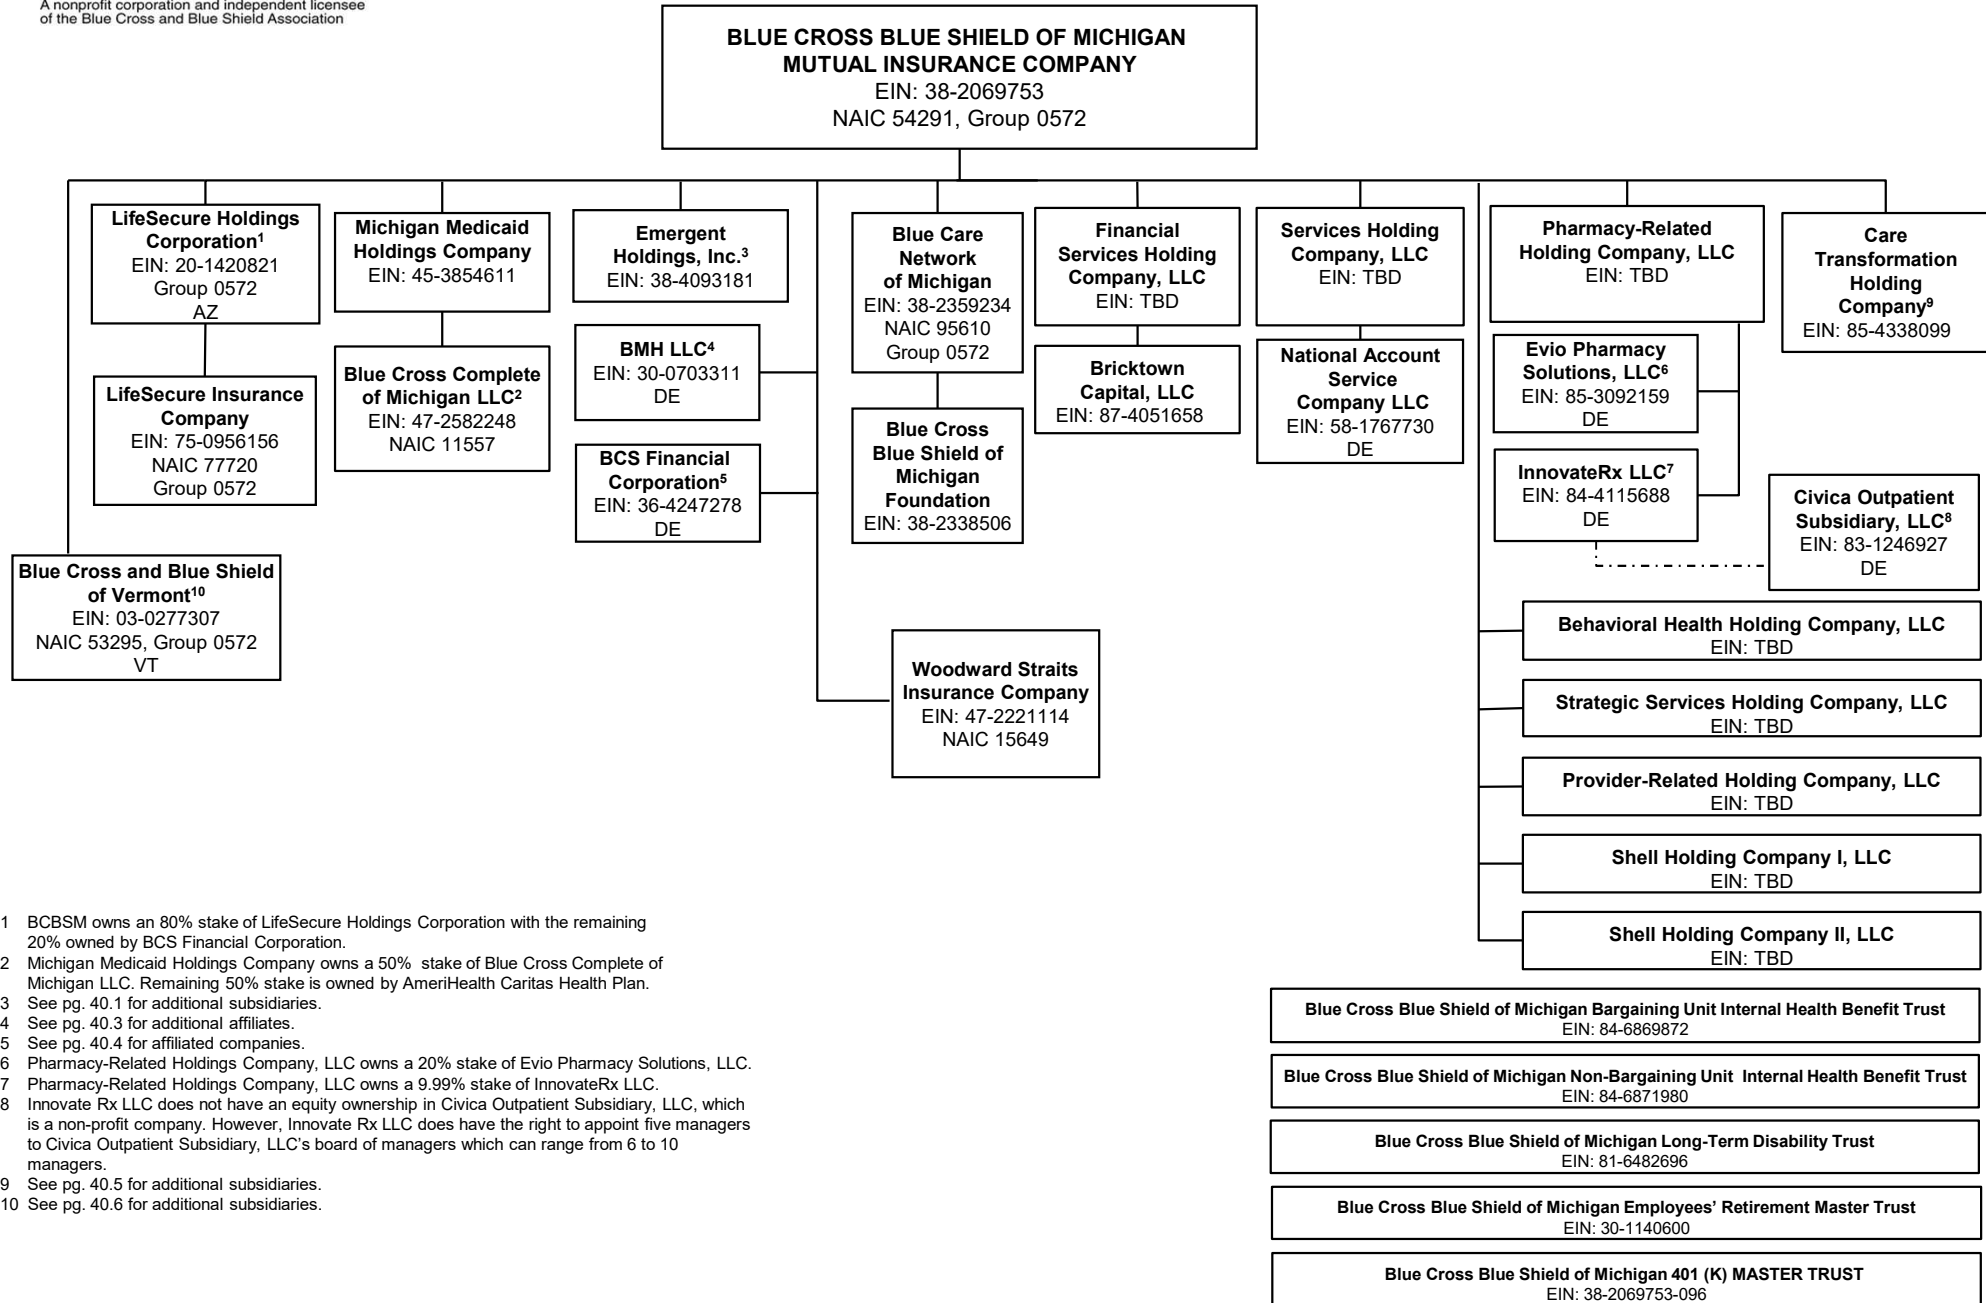 A nonprofit corporation and independent licensee
of the Blue Cross and Blue Shield Association
BLUE CROSS BLUE SHIELD OF MICHIGAN
MUTUAL INSURANCE COMPANY
EIN: 38-2069753
NAIC 54291, Group 0572
LifeSecure Holdings
Corporation¹
EIN: 20-1420821
Group 0572
AZ
LifeSecure Insurance
Company
EIN: 75-0956156
NAIC 77720
Group 0572
Blue Cross and Blue Shield
of Vermont¹⁰
EIN: 03-0277307
NAIC 53295, Group 0572
VT
Michigan Medicaid
Holdings Company
EIN: 45-3854611
Blue Cross Complete
of Michigan LLC²
EIN: 47-2582248
NAIC 11557
Emergent
Holdings, Inc.³
EIN: 38-4093181
BMH LLC⁴
EIN: 30-0703311
DE
BCS Financial
Corporation⁵
EIN: 36-4247278
DE
Blue Care
Network
of Michigan
EIN: 38-2359234
NAIC 95610
Group 0572
Blue Cross
Blue Shield of
Michigan
Foundation
EIN: 38-2338506
Woodward Straits
Insurance Company
EIN: 47-2221114
NAIC 15649
Financial
Services Holding
Company, LLC
EIN: TBD
Bricktown
Capital, LLC
EIN: 87-4051658
Services Holding
Company, LLC
EIN: TBD
National Account
Service
Company LLC
EIN: 58-1767730
DE
Pharmacy-Related
Holding Company, LLC
EIN: TBD
Evio Pharmacy
Solutions, LLC⁶
EIN: 85-3092159
DE
InnovateRx LLC⁷
EIN: 84-4115688
DE
Care
Transformation
Holding
Company⁹
EIN: 85-4338099
Civica Outpatient
Subsidiary, LLC⁸
EIN: 83-1246927
DE
Behavioral Health Holding Company, LLC
EIN: TBD
Strategic Services Holding Company, LLC
EIN: TBD
Provider-Related Holding Company, LLC
EIN: TBD
Shell Holding Company I, LLC
EIN: TBD
Shell Holding Company II, LLC
EIN: TBD
1 BCBSM owns an 80% stake of LifeSecure Holdings Corporation with the remaining
20% owned by BCS Financial Corporation.
2 Michigan Medicaid Holdings Company owns a 50% stake of Blue Cross Complete of
Michigan LLC. Remaining 50% stake is owned by AmeriHealth Caritas Health Plan.
3 See pg. 40.1 for additional subsidiaries.
4 See pg. 40.3 for additional affiliates.
5 See pg. 40.4 for affiliated companies.
6 Pharmacy-Related Holdings Company, LLC owns a 20% stake of Evio Pharmacy Solutions, LLC.
7 Pharmacy-Related Holdings Company, LLC owns a 9.99% stake of InnovateRx LLC.
8 Innovate Rx LLC does not have an equity ownership in Civica Outpatient Subsidiary, LLC, which
is a non-profit company. However, Innovate Rx LLC does have the right to appoint five managers
to Civica Outpatient Subsidiary, LLC’s board of managers which can range from 6 to 10
managers.
9 See pg. 40.5 for additional subsidiaries.
10 See pg. 40.6 for additional subsidiaries.
Blue Cross Blue Shield of Michigan Bargaining Unit Internal Health Benefit Trust
EIN: 84-6869872
Blue Cross Blue Shield of Michigan Non-Bargaining Unit Internal Health Benefit Trust
EIN: 84-6871980
Blue Cross Blue Shield of Michigan Long-Term Disability Trust
EIN: 81-6482696
Blue Cross Blue Shield of Michigan Employees’ Retirement Master Trust
EIN: 30-1140600
Blue Cross Blue Shield of Michigan 401 (K) MASTER TRUST
EIN: 38-2069753-096